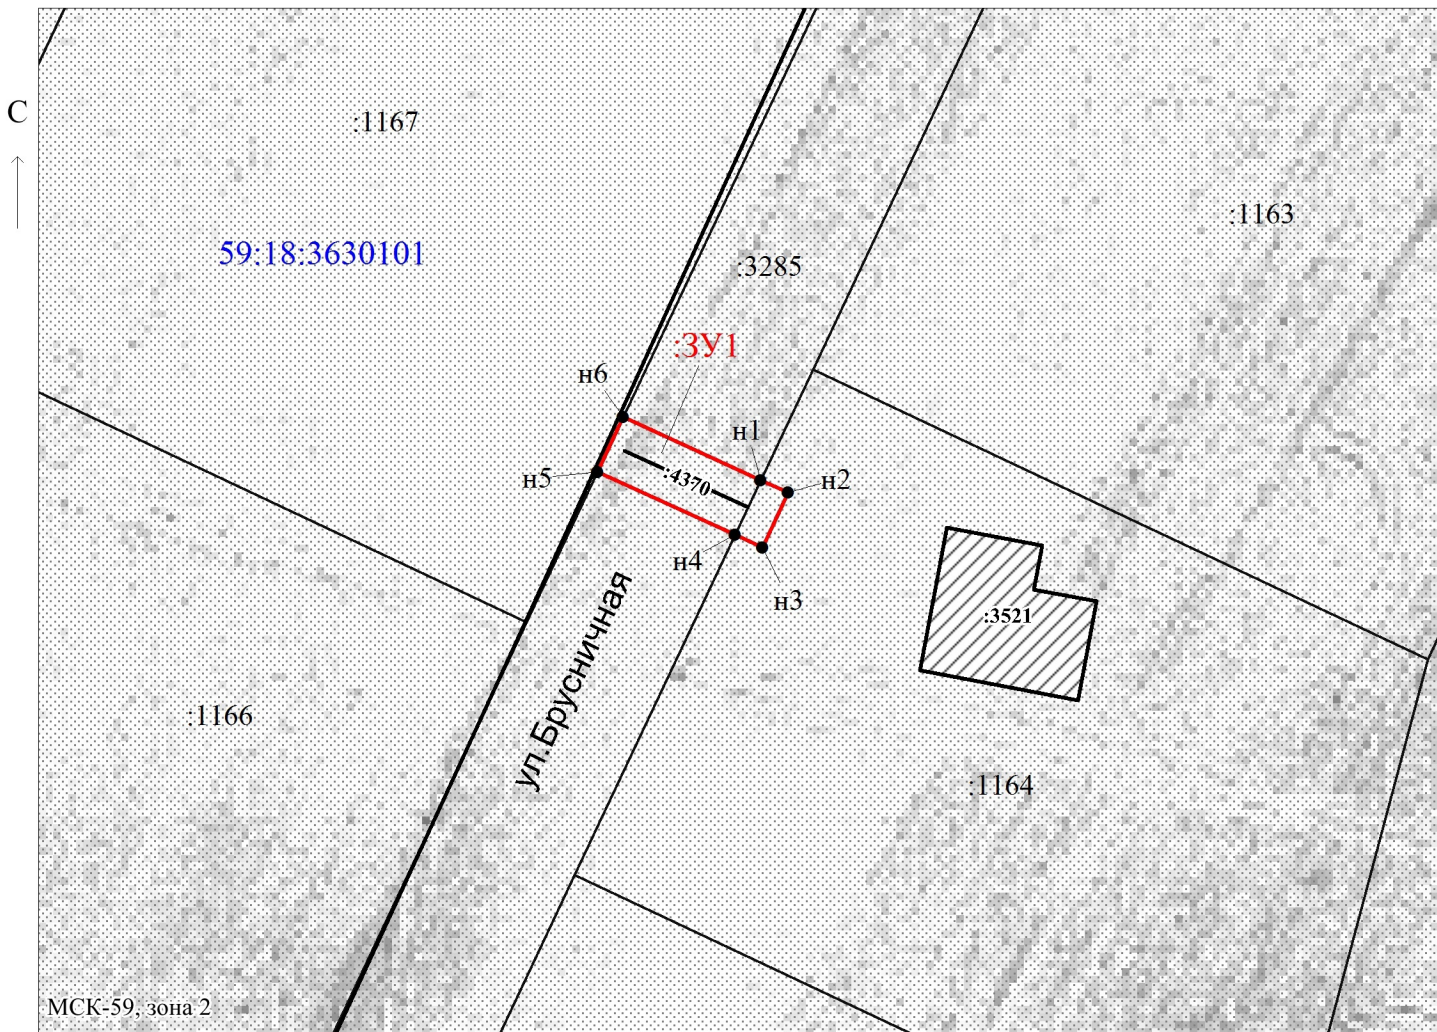 С
:1167
:1163
59:18:3630101
:3285
:ЗУ1
н6
н1
н5
:4370
н2
н4
н3
:3521
ул.Брусничная
:1166
:1164
МСК-59, зона 2